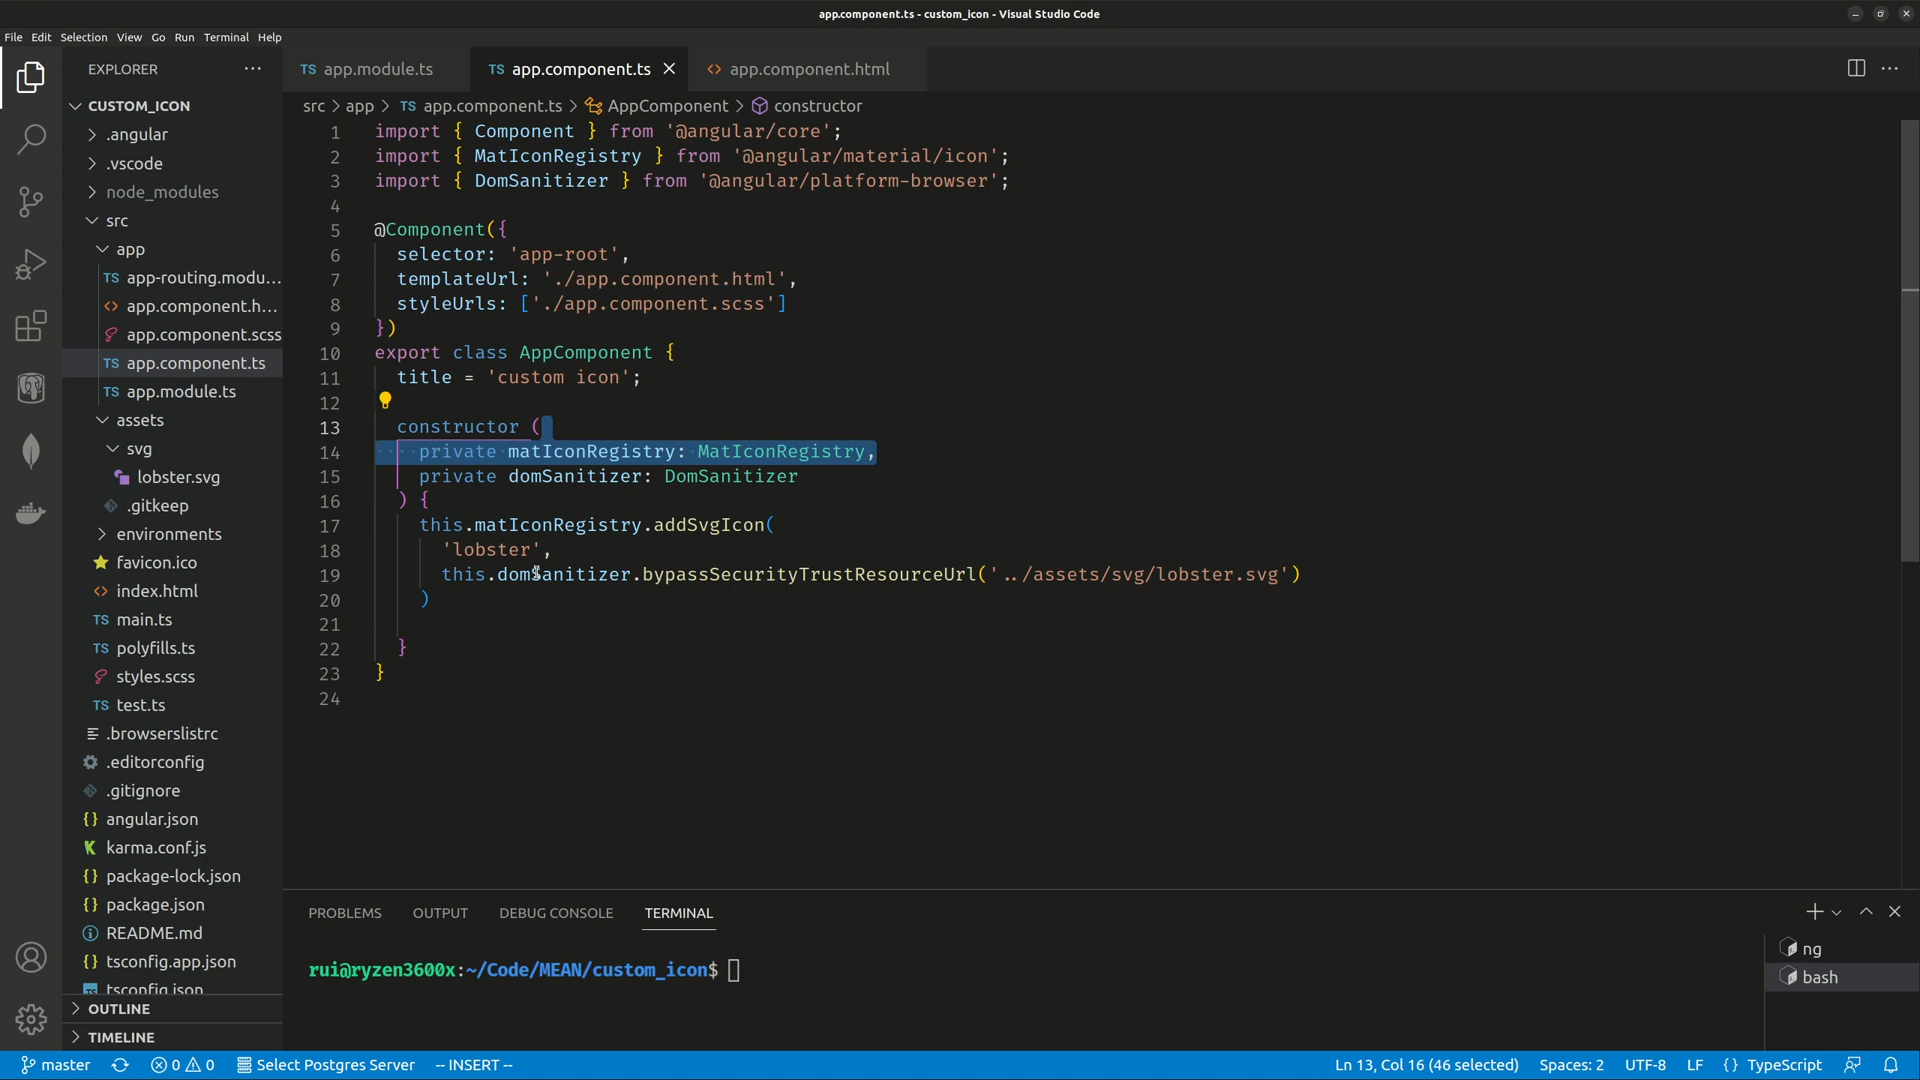 app.component.ts - custom_icon - Visual Studio Code
File Edit Selection View Go Run Terminal Help
EXPLORER
CUSTOM_ICON
.angular
.vscode
node_modules
src
app
TS app-routing.modu...
<> app.component.h...
app.component.scss
TS app.component.ts
TS app.module.ts
assets
svg
lobster.svg
.gitkeep
environments
favicon.ico
<> index.html
TS main.ts
TS polyfills.ts
styles.scss
TS test.ts
.browserslistrc
.editorconfig
.gitignore
{} angular.json
karma.conf.js
{} package-lock.json
{} package.json
README.md
{} tsconfig.app.json
tsconfig.json
OUTLINE
TIMELINE
TS app.module.ts
TS app.component.ts
<> app.component.html
src > app > TS app.component.ts > AppComponent > constructor
1 import { Component } from '@angular/core';
2 import { MatIconRegistry } from '@angular/material/icon';
3 import { DomSanitizer } from '@angular/platform-browser';
4
5 @Component({
6 selector: 'app-root',
7 templateUrl: './app.component.html',
8 styleUrls: ['./app.component.scss']
9 })
10 export class AppComponent {
11 title = 'custom icon';
12
13 constructor (
14 private matIconRegistry: MatIconRegistry,
15 private domSanitizer: DomSanitizer
16 ) {
17 this.matIconRegistry.addSvgIcon(
18 'lobster',
19 this.domSanitizer.bypassSecurityTrustResourceUrl('../assets/svg/lobster.svg')
20 )
21
22 }
23 }
24
PROBLEMS OUTPUT DEBUG CONSOLE TERMINAL
rui@ryzen3600x:~/Code/MEAN/custom_icon$
ng
bash
master 0 0 Select Postgres Server -- INSERT -- Ln 13, Col 16 (46 selected) Spaces: 2 UTF-8 LF {} TypeScript